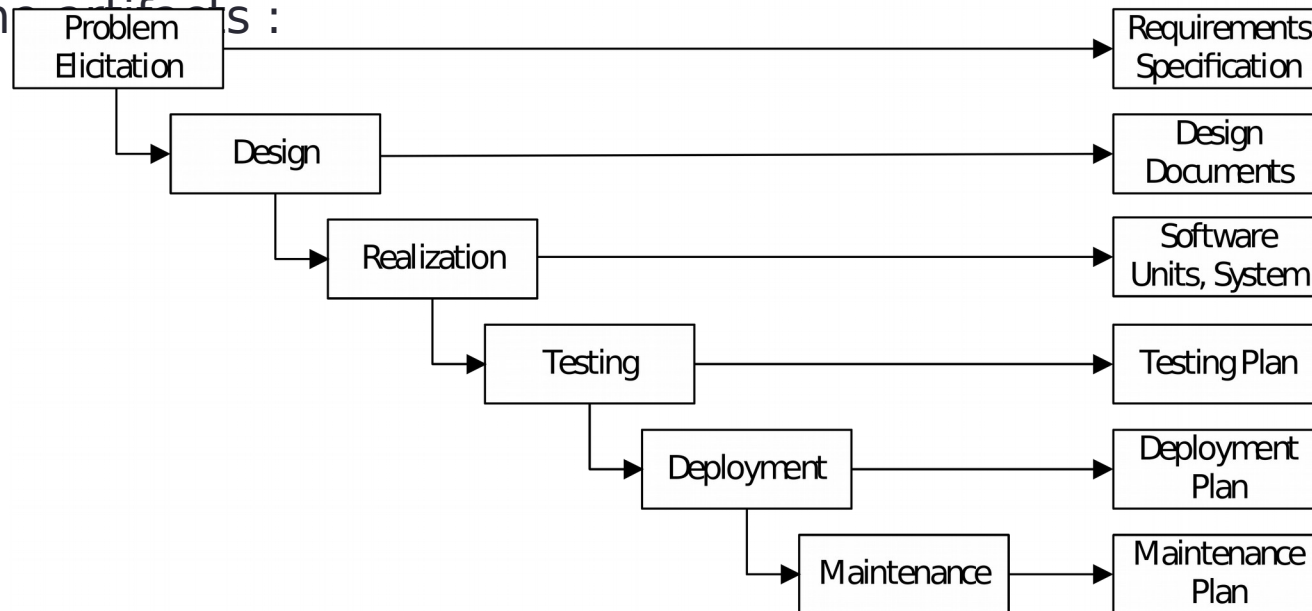 artifacts :
Problem
Elicitation
Requirements
Specification
Design
Design
Documents
Realization
Software
Units, System
Testing
Testing Plan
Deployment
Deployment
Plan
Maintenance
Maintenance
Plan